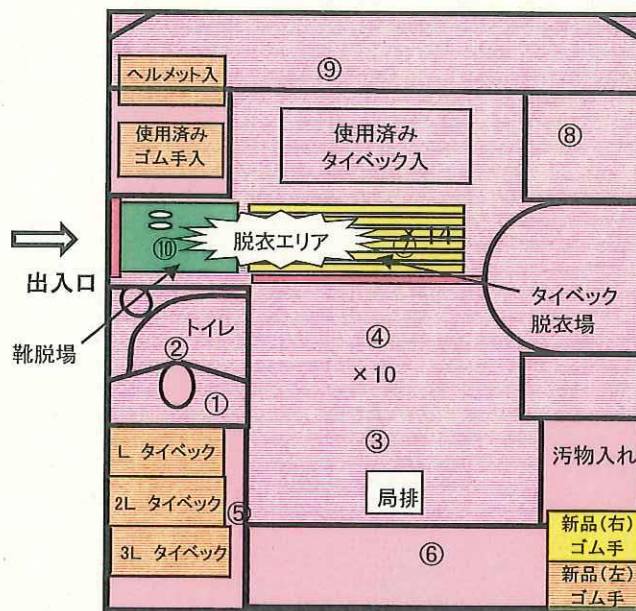 ⑨
ヘルメット入
使用済み
ゴム手入
使用済み
タイベック入
⑧
⑩
脱衣エリア
× 14
⑦
出入口
靴脱場
トイレ
②
①
④
×10
③
局排
タイベック
脱衣場
L タイベック
2L タイベック
3L タイベック
⑤
⑥
汚物入れ
新品(右)
ゴム手
新品(左)
ゴム手